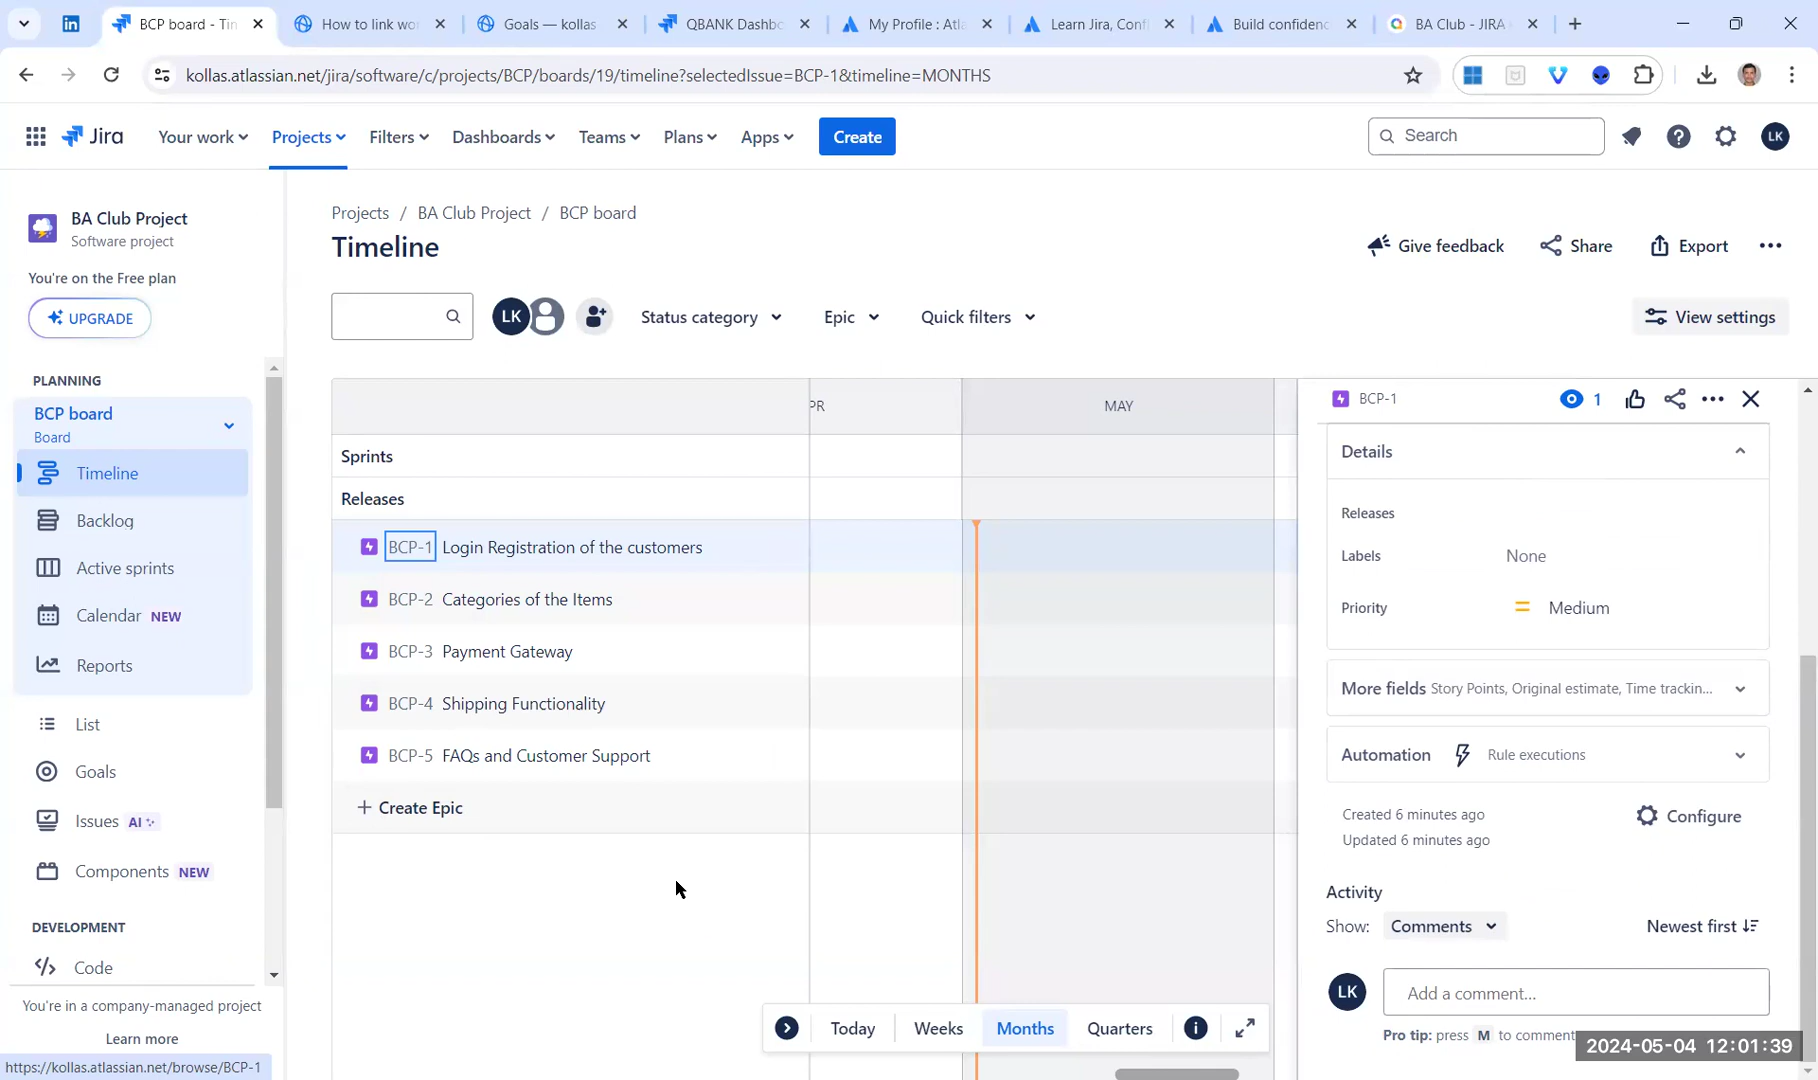 BCP board - Tin
How to link wor
Goals — kollas
QBANK Dashbo
My Profile : Atla
Learn Jira, Conf
Build confidenc
BA Club - JIRA
kollas.atlassian.net/jira/software/c/projects/BCP/boards/19/timeline?selectedIssue=BCP-1&timeline=MONTHS
Jira
Your work
Projects
Filters
Dashboards
Teams
Plans
Apps
Create
Search
LK
BA Club Project
Software project
You're on the Free plan
UPGRADE
PLANNING
BCP board
Board
Timeline
Backlog
Active sprints
Calendar NEW
Reports
List
Goals
Issues AI
Components NEW
DEVELOPMENT
Code
You're in a company-managed project
Learn more
https://kollas.atlassian.net/browse/BCP-1
Projects / BA Club Project / BCP board
Timeline
Give feedback
Share
Export
LK
Status category
Epic
Quick filters
View settings
PR
MAY
Sprints
Releases
BCP-1 Login Registration of the customers
BCP-2 Categories of the Items
BCP-3 Payment Gateway
BCP-4 Shipping Functionality
BCP-5 FAQs and Customer Support
+ Create Epic
Today
Weeks
Months
Quarters
BCP-1
1
Details
Releases
Labels None
Priority Medium
More fields Story Points, Original estimate, Time trackin...
Automation Rule executions
Created 6 minutes ago
Configure
Updated 6 minutes ago
Activity
Show: Comments
Newest first
LK
Add a comment...
Pro tip: press M to comment
2024-05-04 12:01:39